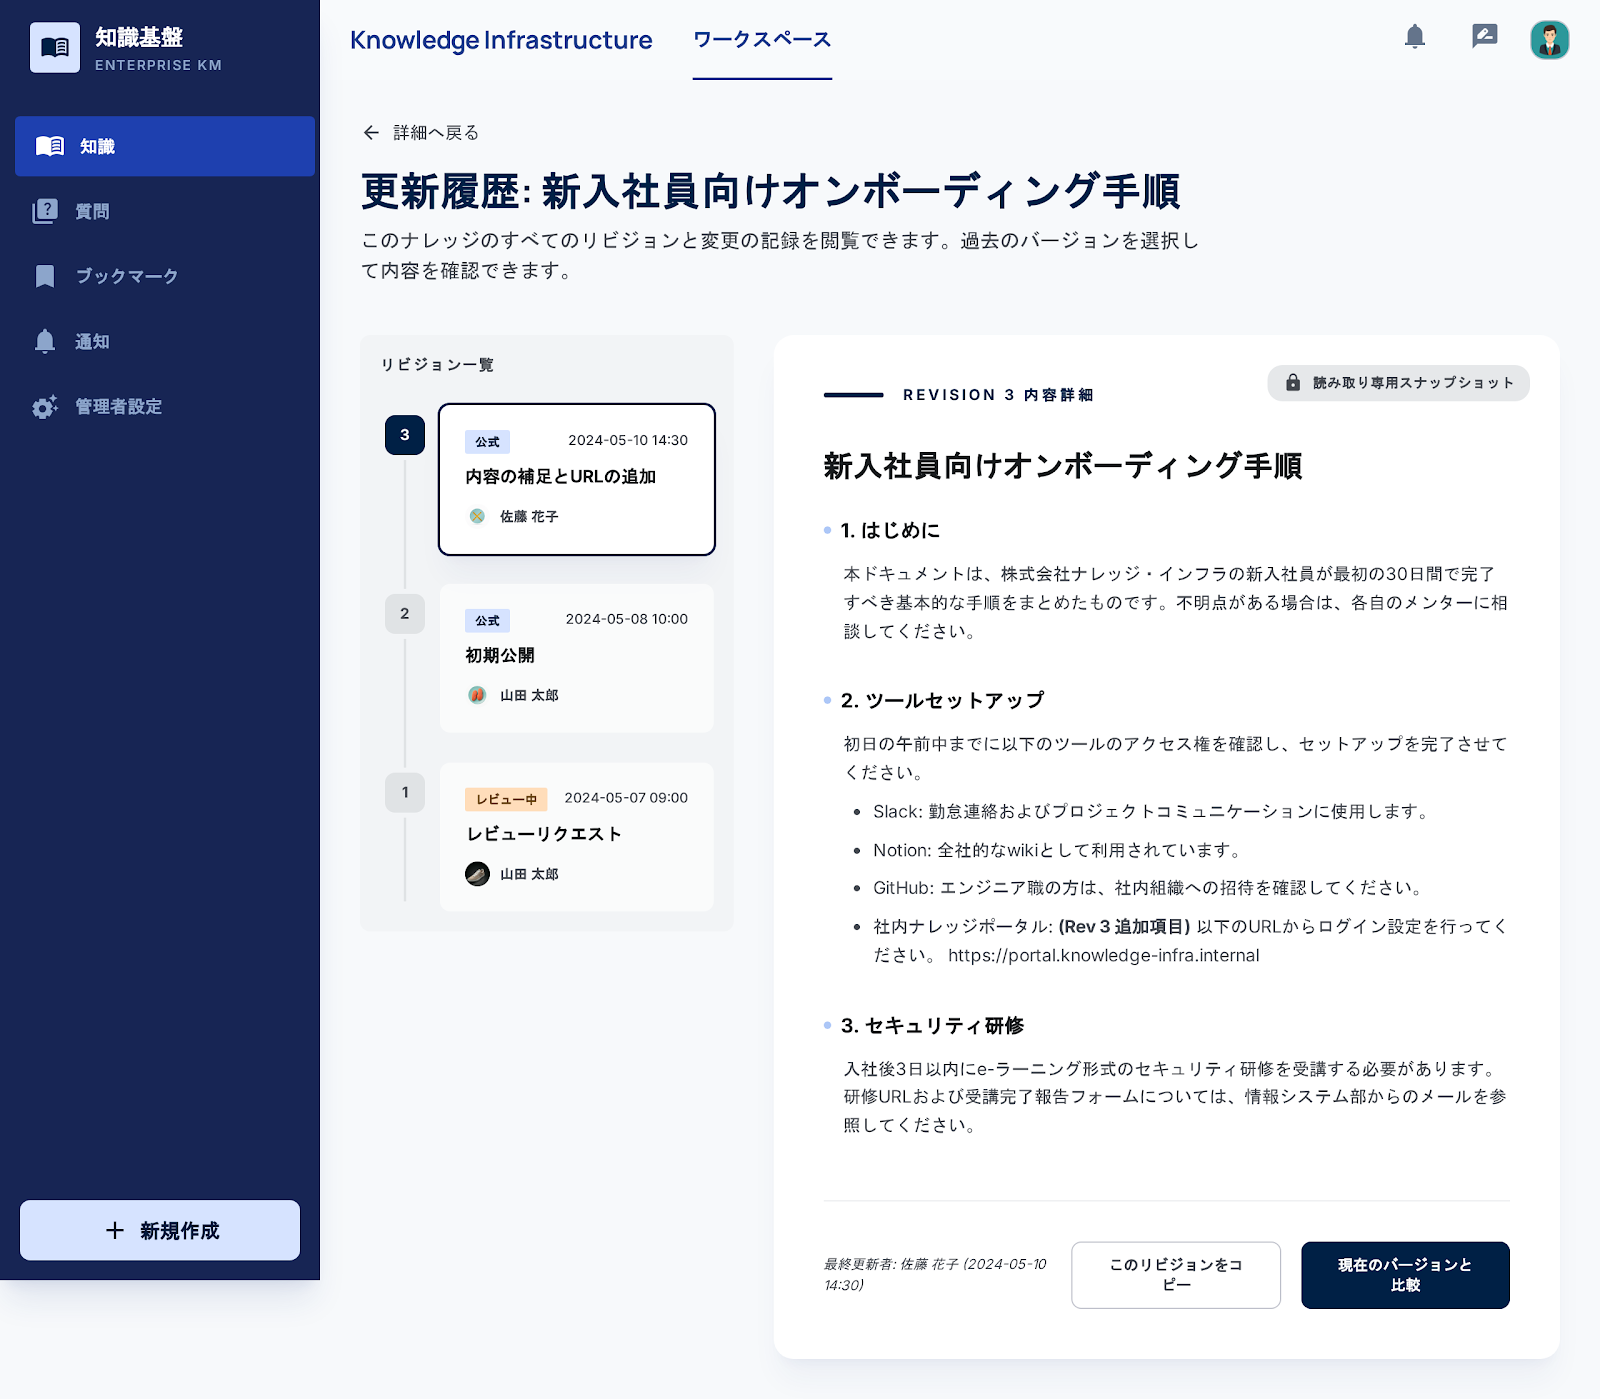 知識基盤
ENTERPRISE KM
知識
質問
ブックマーク
通知
管理者設定
新規作成
Knowledge Infrastructure
ワークスペース
詳細へ戻る
更新履歴: 新入社員向けオンボーディング手順
このナレッジのすべてのリビジョンと変更の記録を閲覧できます。過去のバージョンを選択し
て内容を確認できます。
リビジョン一覧
3
公式
2024-05-10 14:30
内容の補足とURLの追加
佐藤 花子
2
公式
2024-05-08 10:00
初期公開
山田 太郎
1
レビュー中
2024-05-07 09:00
レビューリクエスト
山田 太郎
読み取り専用スナップショット
REVISION 3 内容詳細
新入社員向けオンボーディング手順
1. はじめに
本ドキュメントは、株式会社ナレッジ・インフラの新入社員が最初の30日間で完了
すべき基本的な手順をまとめたものです。不明点がある場合は、各自のメンターに相
談してください。
2. ツールセットアップ
初日の午前中までに以下のツールのアクセス権を確認し、セットアップを完了させて
ください。
Slack: 勤怠連絡およびプロジェクトコミュニケーションに使用します。
Notion: 全社的なwikiとして利用されています。
GitHub: エンジニア職の方は、社内組織への招待を確認してください。
社内ナレッジポータル: (Rev 3 追加項目) 以下のURLからログイン設定を行ってく
ださい。 https://portal.knowledge-infra.internal
3. セキュリティ研修
入社後3日以内にe-ラーニング形式のセキュリティ研修を受講する必要があります。
研修URLおよび受講完了報告フォームについては、情報システム部からのメールを参
照してください。
最終更新者: 佐藤 花子 (2024-05-10
14:30)
このリビジョンをコ
ピー
現在のバージョンと
比較